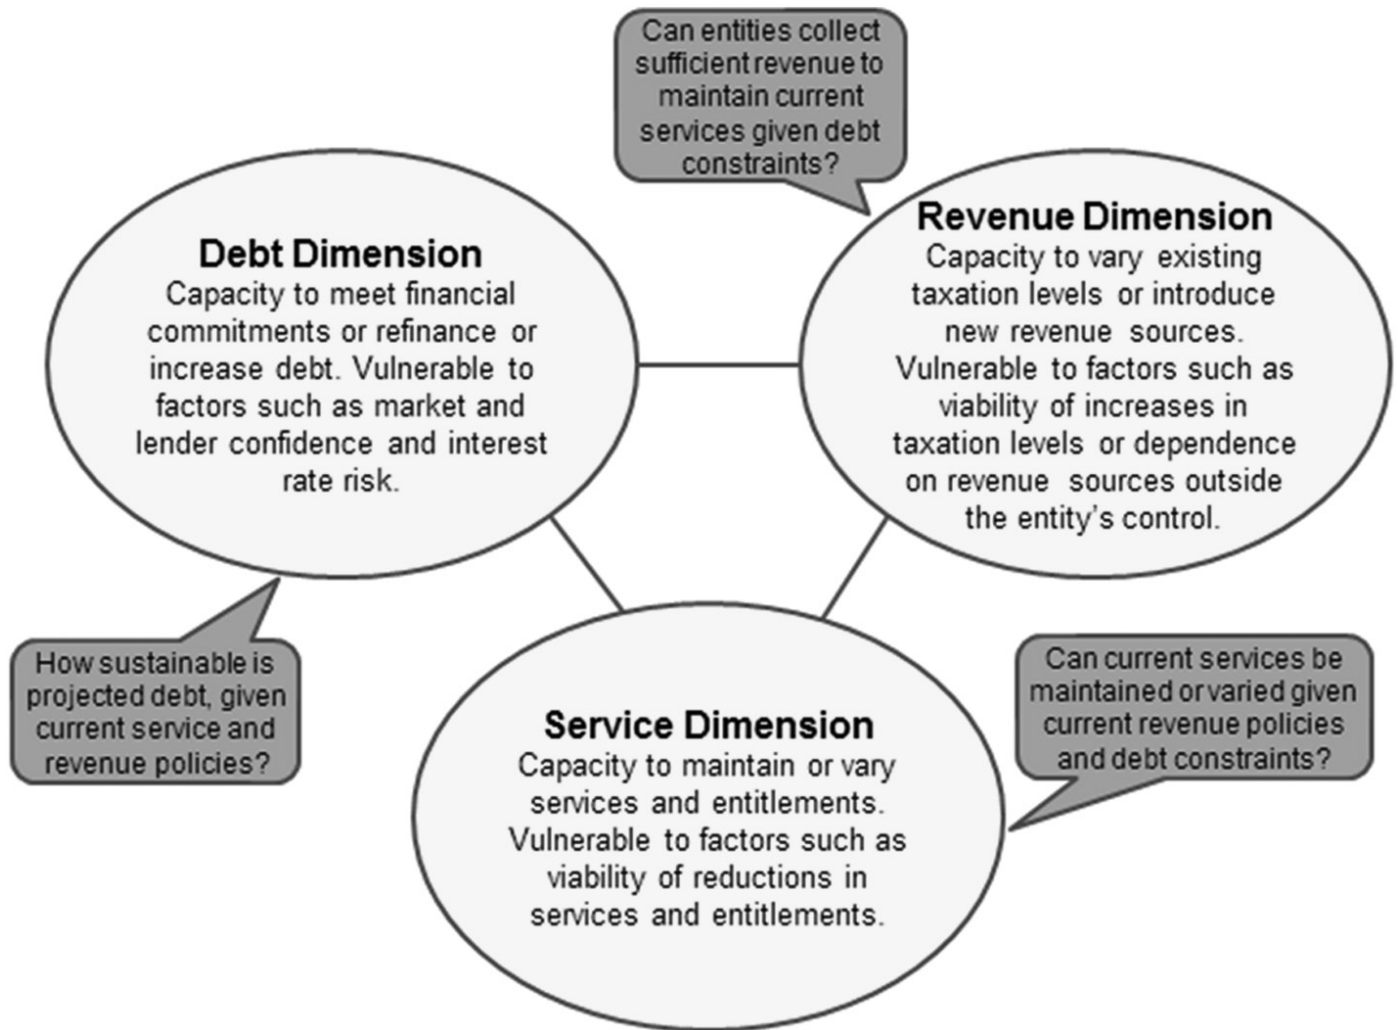 Can entities collect
sufficient revenue to
maintain current
services given debt
constraints?
Debt Dimension
Capacity to meet financial
commitments or refinance or
increase debt. Vulnerable to
factors such as market and
lender confidence and interest
rate risk.
Revenue Dimension
Capacity to vary existing
taxation levels or introduce
new revenue sources.
Vulnerable to factors such as
viability of increases in
taxation levels or dependence
on revenue sources outside
the entity's control.
How sustainable is
projected debt, given
current service and
revenue policies?
Service Dimension
Capacity to maintain or vary
services and entitlements.
Vulnerable to factors such as
viability of reductions in
services and entitlements.
Can current services be
maintained or varied given
current revenue policies
and debt constraints?